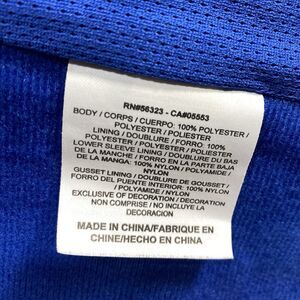 RN#56323 - CA#05553
BODY / CORPS / CUERPO: 100% POLYESTER /
POLYESTER / POLIESTER
LINING / DOUBLURE / FORRO: 100%
POLYESTER / POLYESTER / POLIESTER
LOWER SLEEVE LINING / DOUBLURE DU BAS
DE LA MANCHE / FORRO EN LA PARTE BAJA
DE LA MANGA: 100% NYLON / POLYAMIDE /
NYLON
GUSSET LINING / DOUBLURE DE GOUSSET /
FORRO DEL PUENTE INTERIOR: 100% NYLON
/ POLYAMIDE / NYLON
EXCLUSIVE OF DECORATION / DECORATION
NON COMPRISE / NO INCLUYE LA
DECORACION
MADE IN CHINA/FABRIQUE EN
CHINE/HECHO EN CHINA